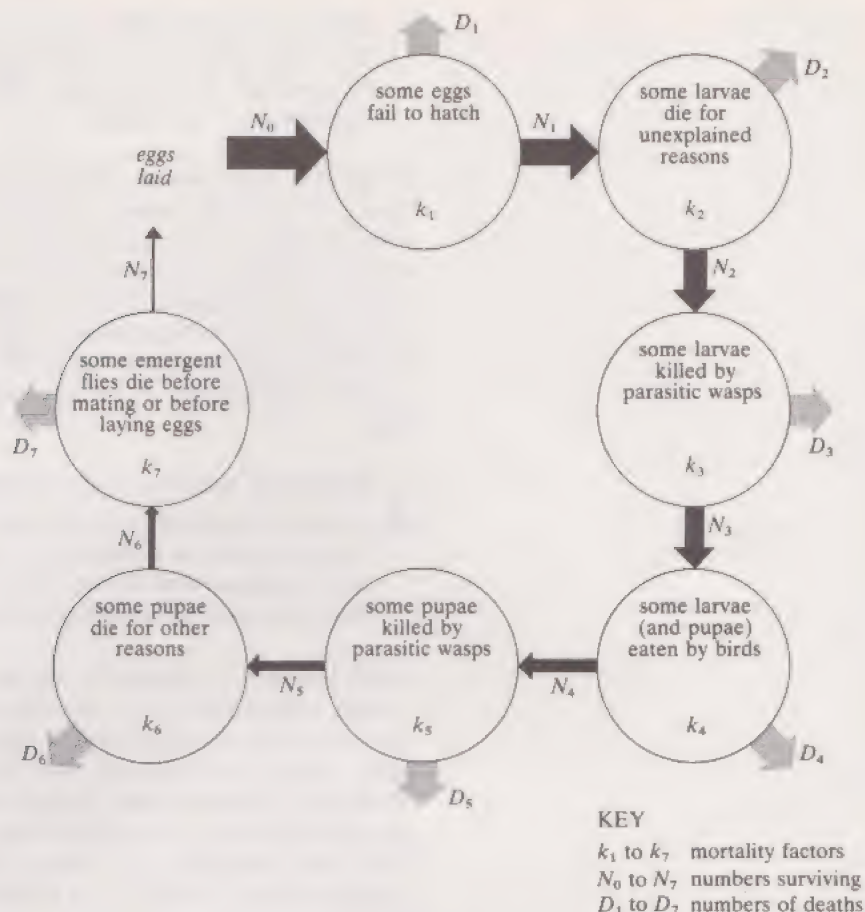 D₁
some eggs
fail to hatch
k₁
N₀
N₁
D₂
some larvae
die for
unexplained
reasons
k₂
eggs
laid
N₂
N₇
some larvae
killed by
parasitic wasps
k₃
D₃
some emergent
flies die before
mating or before
laying eggs
k₇
D₇
N₃
N₆
some larvae
(and pupae)
eaten by birds
k₄
D₄
N₄
some pupae
killed by
parasitic wasps
k₅
D₅
N₅
some pupae
die for other
reasons
k₆
D₆
KEY
k₁ to k₇ mortality factors
N₀ to N₇ numbers surviving
D₁ to D₇ numbers of deaths